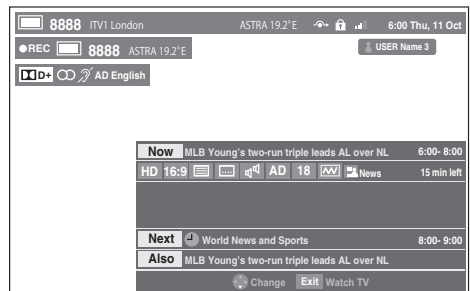 8888 ITV1 London ASTRA 19.2°E 6:00 Thu, 11 Oct
●REC 8888 ASTRA 19.2°E USER Name 3
D+ AD English
Now MLB Young's two-run triple leads AL over NL 6:00- 8:00
HD 16:9 AD 18 News 15 min left
Next World News and Sports 8:00- 9:00
Also MLB Young's two-run triple leads AL over NL
Change Exit Watch TV